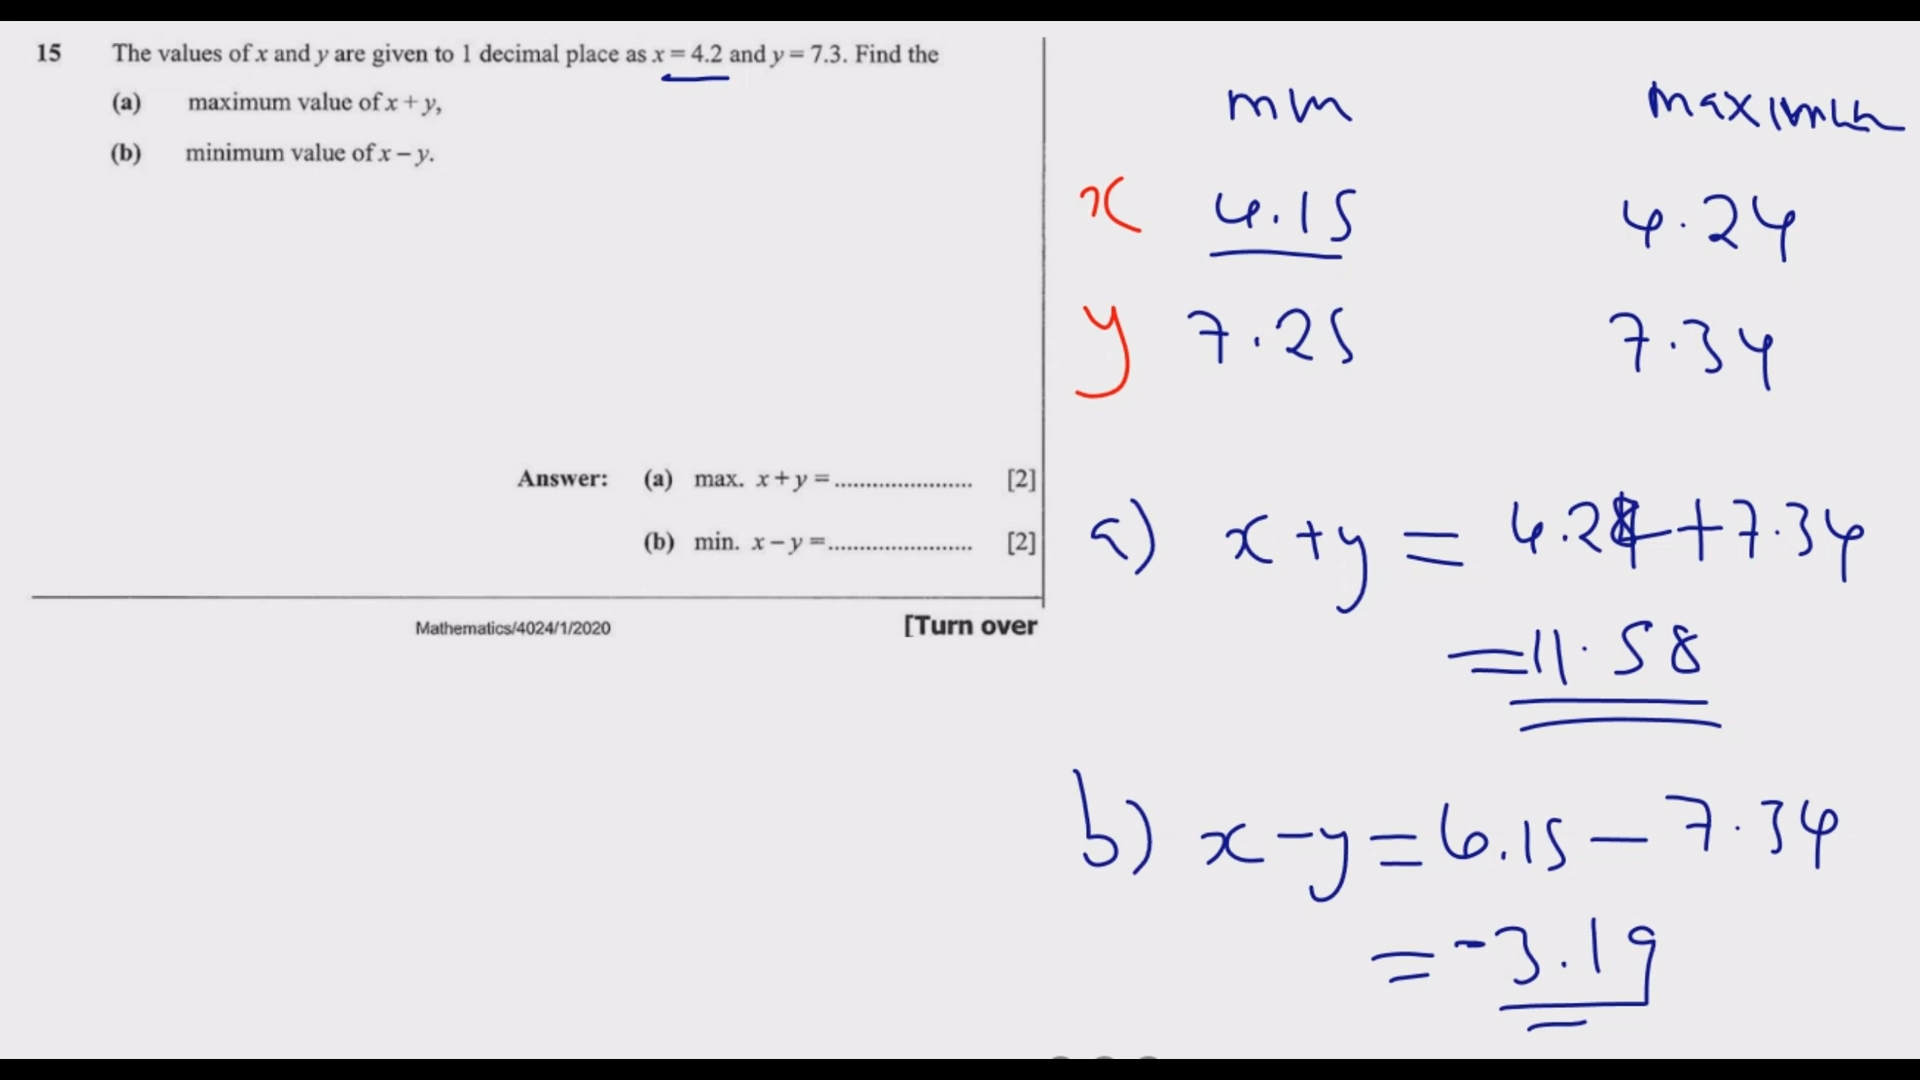 15 The values of x and y are given to 1 decimal place as x = 4.2 and y = 7.3. Find the
(a) maximum value of x + y,
(b) minimum value of x − y.
Answer: (a) max. x + y = ...................... [2]
(b) min. x − y = ....................... [2]
Mathematics/4024/1/2020
[Turn over
min maximum
x 4.15 4.24
y 7.25 7.34
a) x + y = 4.24 + 7.34
= 11.58
b) x − y = 4.15 − 7.34
= -3.19